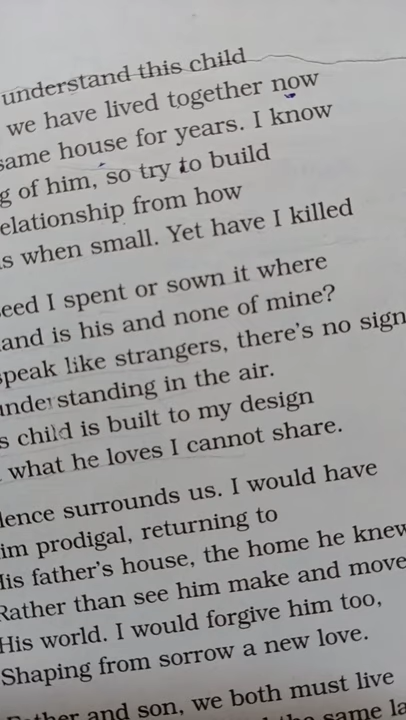 understand this child
we have lived together now
same house for years. I know
g of him, so try to build
elationship from how
s when small. Yet have I killed
eed I spent or sown it where
and is his and none of mine?
speak like strangers, there's no sign
understanding in the air.
s child is built to my design
what he loves I cannot share.
lence surrounds us. I would have
im prodigal, returning to
His father's house, the home he knew
Rather than see him make and move
His world. I would forgive him too,
Shaping from sorrow a new love.
Father and son, we both must live
the same la